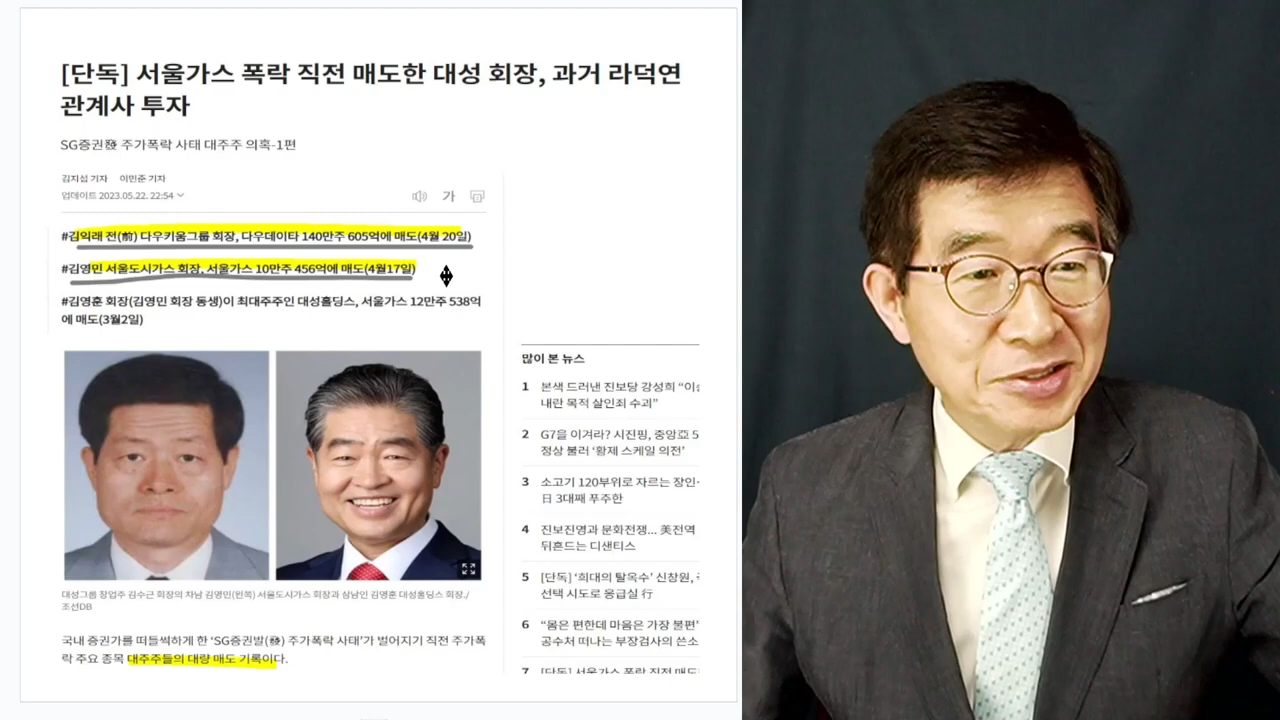 [단독] 서울가스 폭락 직전 매도한 대성 회장, 과거 라덕연
관계사 투자
SG증권發 주가폭락 사태 대주주 의혹-1편
김지섭 기자 이민준 기자
업데이트 2023.05.22. 22:54
가
#김익래 전(前) 다우키움그룹 회장, 다우데이타 140만주 605억에 매도(4월 20일)
#김영민 서울도시가스 회장, 서울가스 10만주 456억에 매도(4월17일)
#김영훈 회장(김영민 회장 동생)이 최대주주인 대성홀딩스, 서울가스 12만주 538억
에 매도(3월2일)
대성그룹 창업주 김수근 회장의 차남 김영민(왼쪽) 서울도시가스 회장과 삼남인 김영훈 대성홀딩스 회장./
조선DB
국내 증권가를 떠들썩하게 한 ‘SG증권발(發) 주가폭락 사태’가 벌어지기 직전 주가폭
락 주요 종목 대주주들의 대량 매도 기록이다.
많이 본 뉴스
1 본색 드러낸 진보당 강성희 “이승
내란 목적 살인죄 수괴”
2 G7을 이겨라? 시진핑, 중앙亞 5
정상 불러 ‘황제 스케일 의전’
3 소고기 120부위로 자르는 장인
日 3대째 푸주한
4 진보진영과 문화전쟁... 美전역
뒤흔드는 디샌티스
5 [단독] ‘희대의 탈옥수’ 신창원,
선택 시도로 응급실 行
6 “몸은 편한데 마음은 가장 불편”
공수처 떠나는 부장검사의 쓴소
7 [단독] 서울가스 폭락 직전 매도